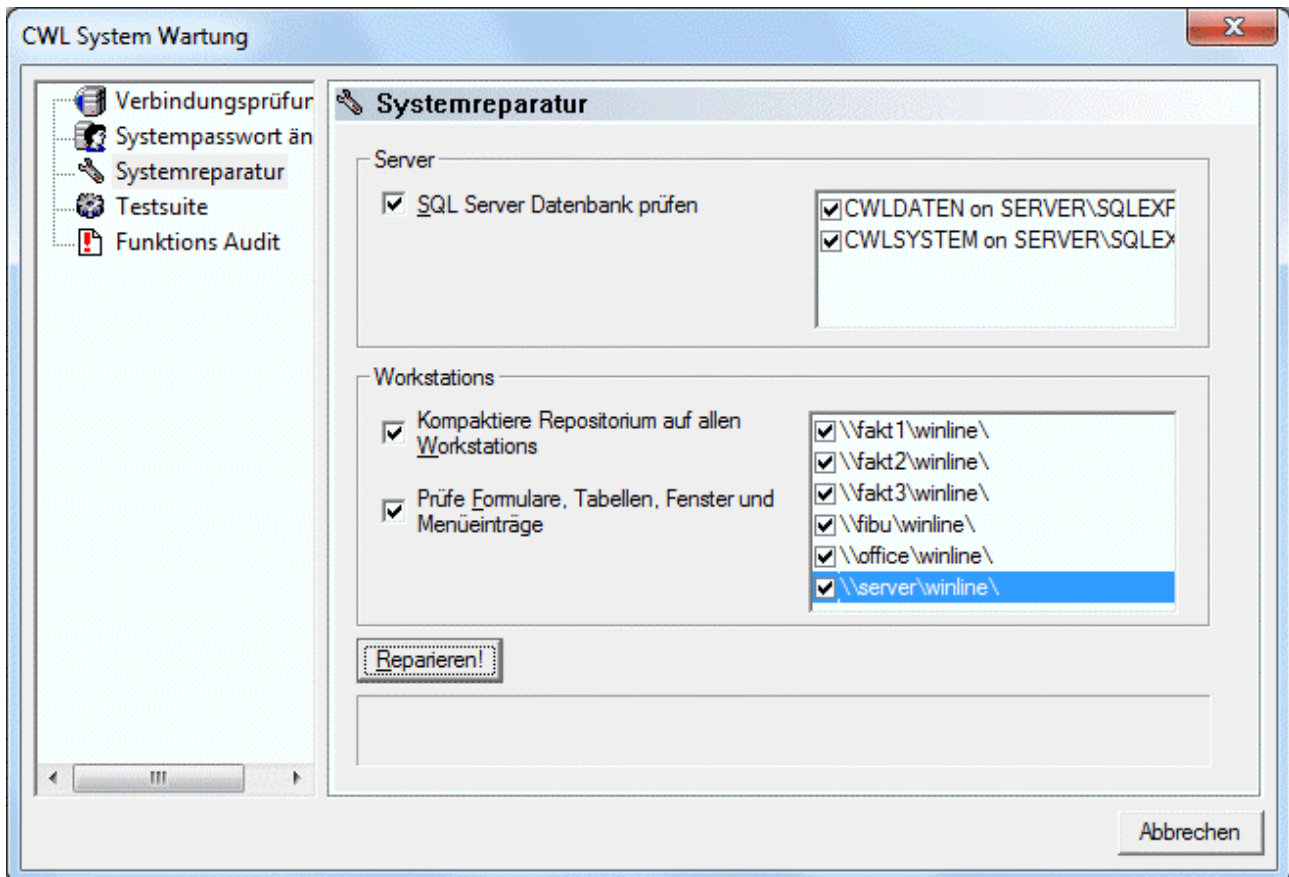 CWL System Wartung
Verbindungsprüfur
Systempasswort än
Systemreparatur
Testsuite
Funktions Audit
Systemreparatur
Server
SQL Server Datenbank prüfen
CWLDATEN on SERVER\SQLEXP
CWLSYSTEM on SERVER\SQLEX
Workstations
Kompaktiere Repositorium auf allen
Workstations
Prüfe Formulare, Tabellen, Fenster und
Menüeinträge
\\fakt1\winline\
\\fakt2\winline\
\\fakt3\winline\
\\fibu\winline\
\\office\winline\
\\server\winline\
Reparieren!
Abbrechen